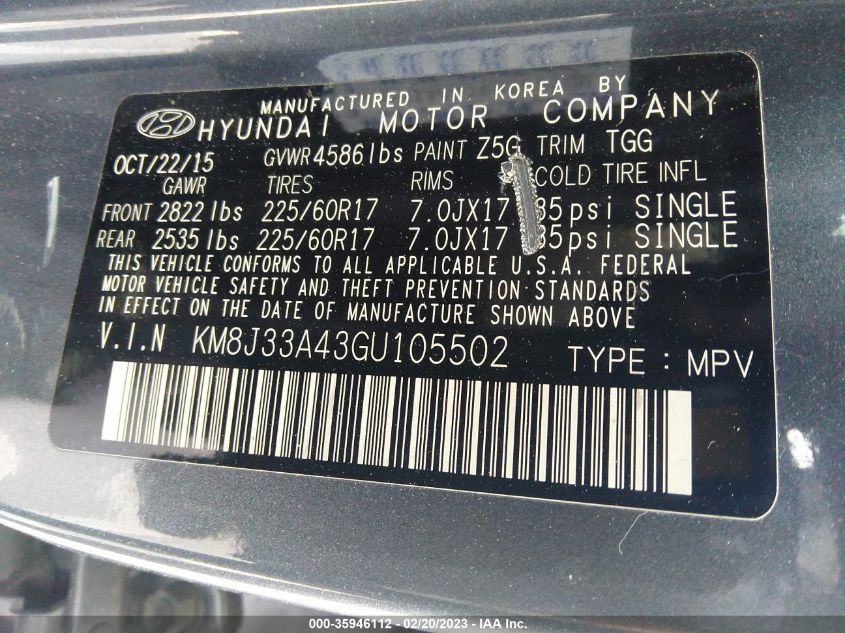 MANUFACTURED IN KOREA BY
HYUNDAI MOTOR COMPANY
OCT/22/15 GVWR 4586 lbs PAINT Z5G TRIM TGG
GAWR TIRES RIMS COLD TIRE INFL
FRONT 2822 lbs 225/60R17 7.0JX17 35psi SINGLE
REAR 2535 lbs 225/60R17 7.0JX17 35psi SINGLE
THIS VEHICLE CONFORMS TO ALL APPLICABLE U.S.A. FEDERAL
MOTOR VEHICLE SAFETY AND THEFT PREVENTION STANDARDS
IN EFFECT ON THE DATE OF MANUFACTURE SHOWN ABOVE
V.I.N KM8J33A43GU105502 TYPE : MPV
000-35946112 - 02/20/2023 - IAA Inc.